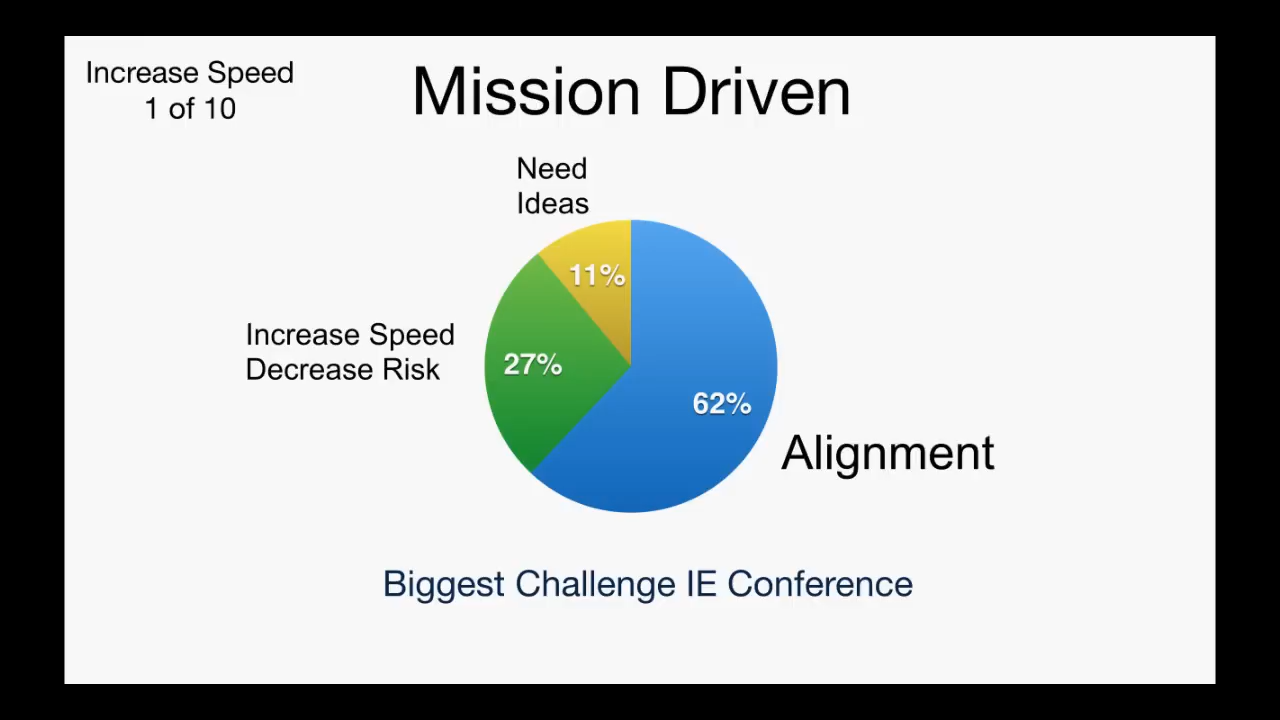 Increase Speed
1 of 10
Mission Driven
Need
Ideas
11%
Increase Speed
Decrease Risk
27%
62%
Alignment
Biggest Challenge IE Conference